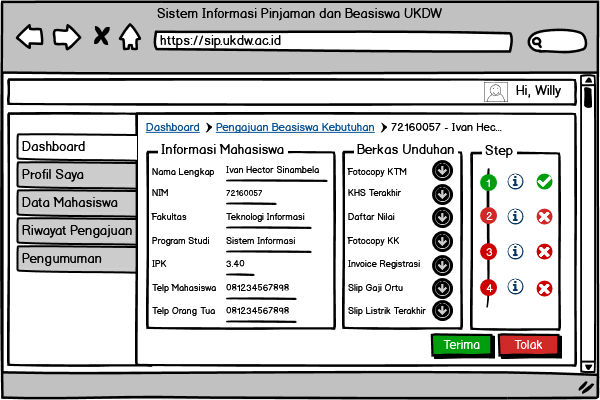 Sistem Informasi Pinjaman dan Beasiswa UKDW
https://sip.ukdw.ac.id
Hi, Willy
Dashboard
Profil Saya
Data Mahasiswa
Riwayat Pengajuan
Pengumuman
Dashboard Pengajuan Beasiswa Kebutuhan 72160057 - Ivan Hec...
Informasi Mahasiswa
Nama Lengkap Ivan Hector Sinambela
NIM 72160057
Fakultas Teknologi Informasi
Program Studi Sistem Informasi
IPK 3.40
Telp Mahasiswa 081234567898
Telp Orang Tua 081234567898
Berkas Unduhan
Fotocopy KTM
KHS Terakhir
Daftar Nilai
Fotocopy KK
Invoice Registrasi
Slip Gaji Ortu
Slip Listrik Terakhir
Step
1
2
3
4
Terima Tolak